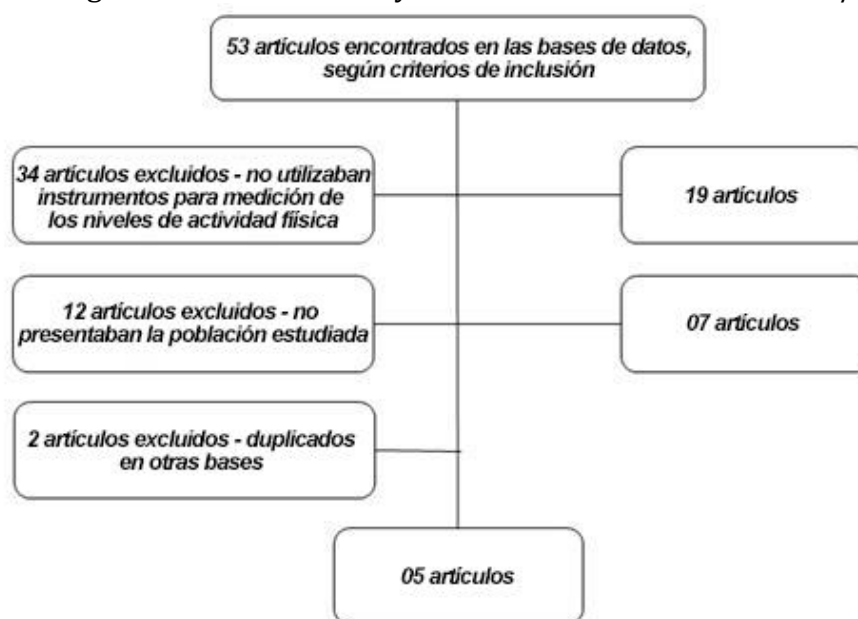 53 artículos encontrados en las bases de datos,
según criterios de inclusión
34 artículos excluidos - no utilizaban
instrumentos para medición de
los niveles de actividad fíisica
19 artículos
12 artículos excluidos - no
presentaban la población estudiada
07 artículos
2 artículos excluidos - duplicados
en otras bases
05 artículos